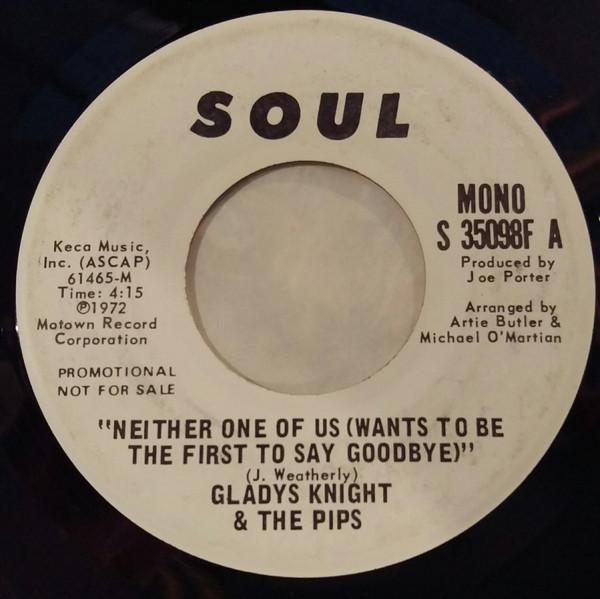 SOUL
MONO
S 35098F A
Produced by
Joe Porter
Arranged by
Artie Butler &
Michael O'Martian
Keca Music,
Inc. (ASCAP)
61465-M
Time: 4:15
℗1972
Motown Record
Corporation
PROMOTIONAL
NOT FOR SALE
"NEITHER ONE OF US (WANTS TO BE
THE FIRST TO SAY GOODBYE)"
(J. Weatherly)
GLADYS KNIGHT
& THE PIPS